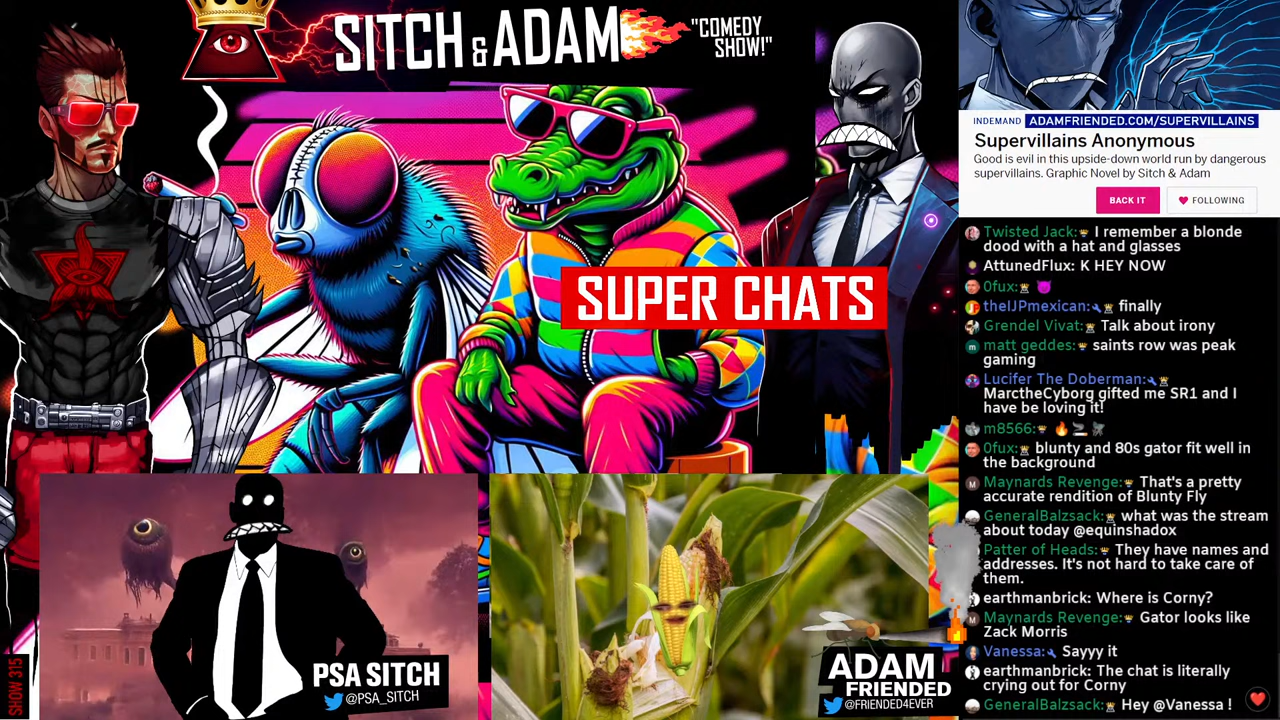 SITCH & ADAM
"COMEDY
SHOW!"
SUPER CHATS
PSA SITCH
@PSA_SITCH
ADAM
FRIENDED
@FRIENDED4EVER
SHOW 315
INDEMAND ADAMFRIENDED.COM/SUPERVILLAINS
Supervillains Anonymous
Good is evil in this upside-down world run by dangerous
supervillains. Graphic Novel by Sitch & Adam
BACK IT
FOLLOWING
Twisted Jack: I remember a blonde
dood with a hat and glasses
AttunedFlux: K HEY NOW
0fux:
theIJPmexican: finally
Grendel Vivat: Talk about irony
matt geddes: saints row was peak
gaming
Lucifer The Doberman:
MarctheCyborg gifted me SR1 and I
have be loving it!
m8566:
0fux: blunty and 80s gator fit well in
the background
Maynards Revenge: That's a pretty
accurate rendition of Blunty Fly
GeneralBalzsack: what was the stream
about today @equinshadox
Patter of Heads: They have names and
addresses. It's not hard to take care of
them.
earthmanbrick: Where is Corny?
Maynards Revenge: Gator looks like
Zack Morris
Vanessa: Sayyy it
earthmanbrick: The chat is literally
crying out for Corny
GeneralBalzsack: Hey @Vanessa !